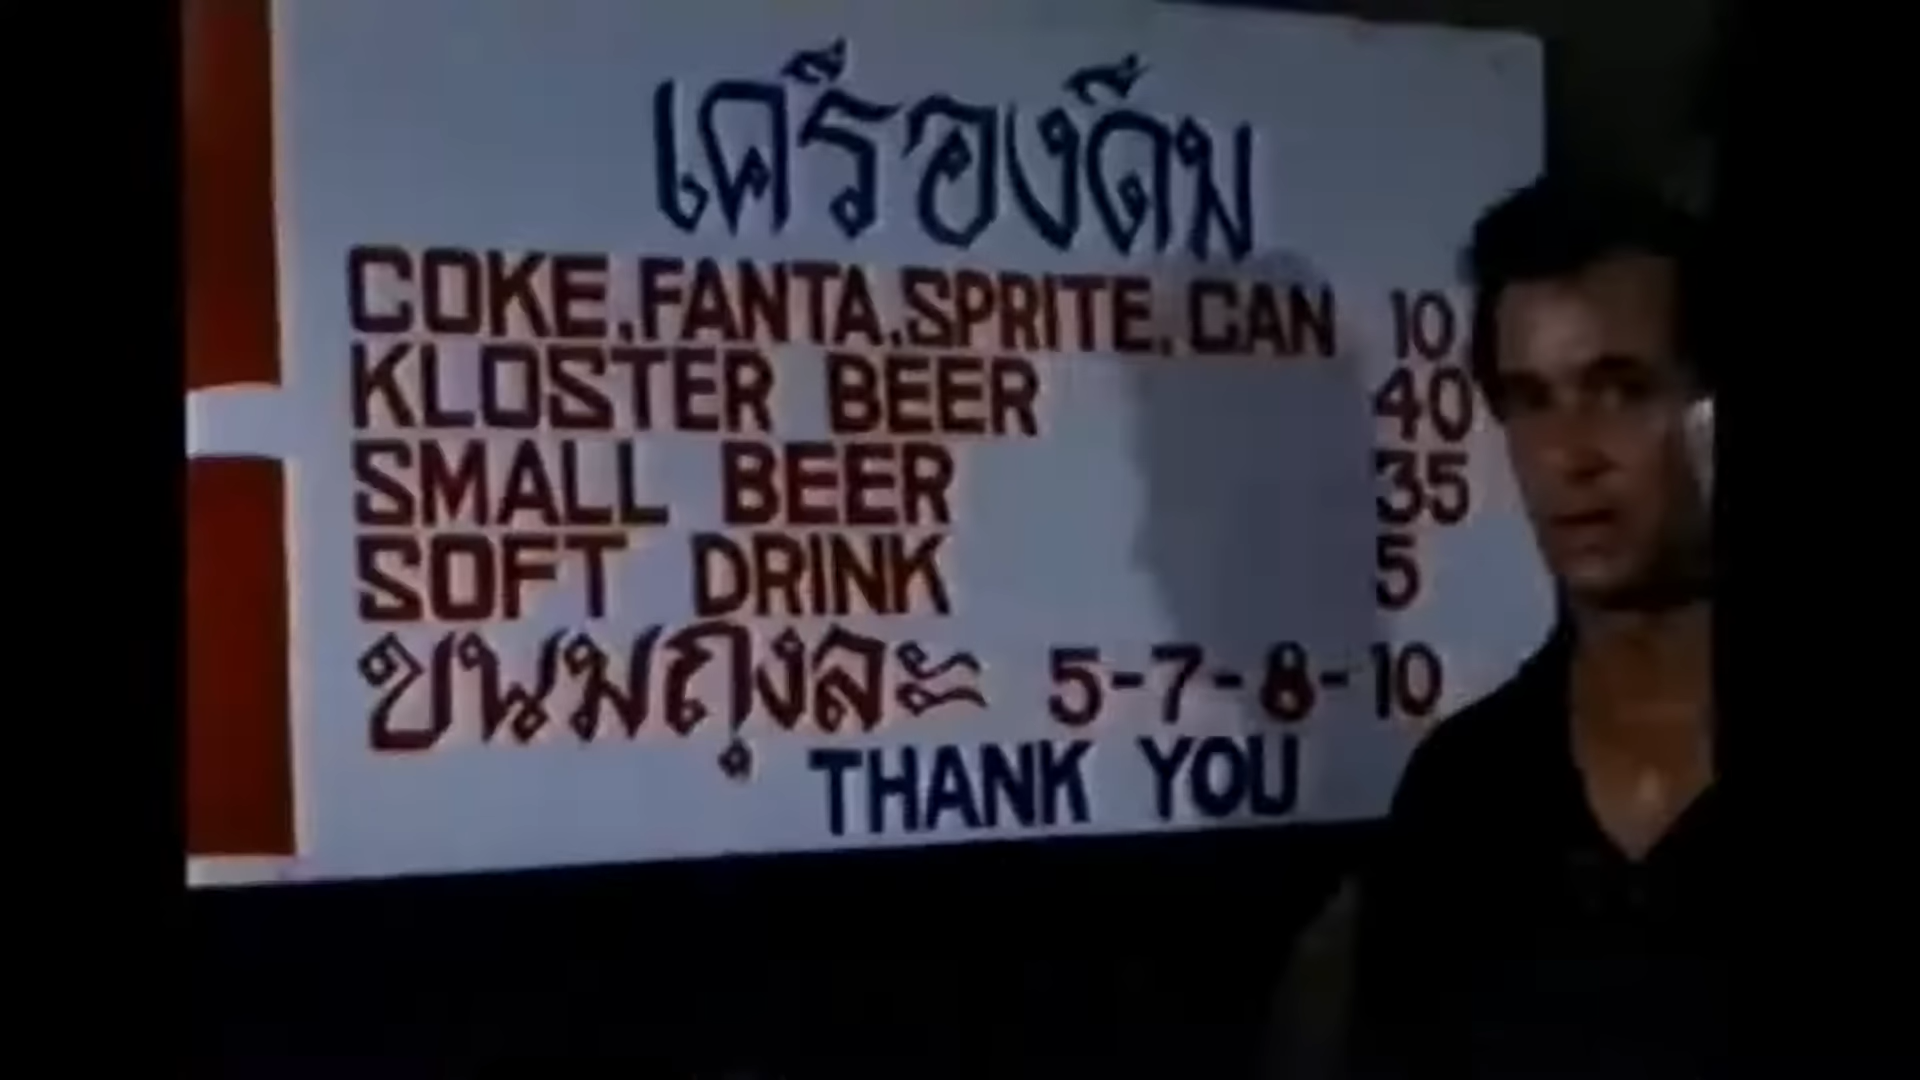 เครื่องดื่ม
COKE.FANTA.SPRITE.CAN 10
KLOSTER BEER 40
SMALL BEER 35
SOFT DRINK 5
ขนมถุงละ 5-7-8-10
THANK YOU